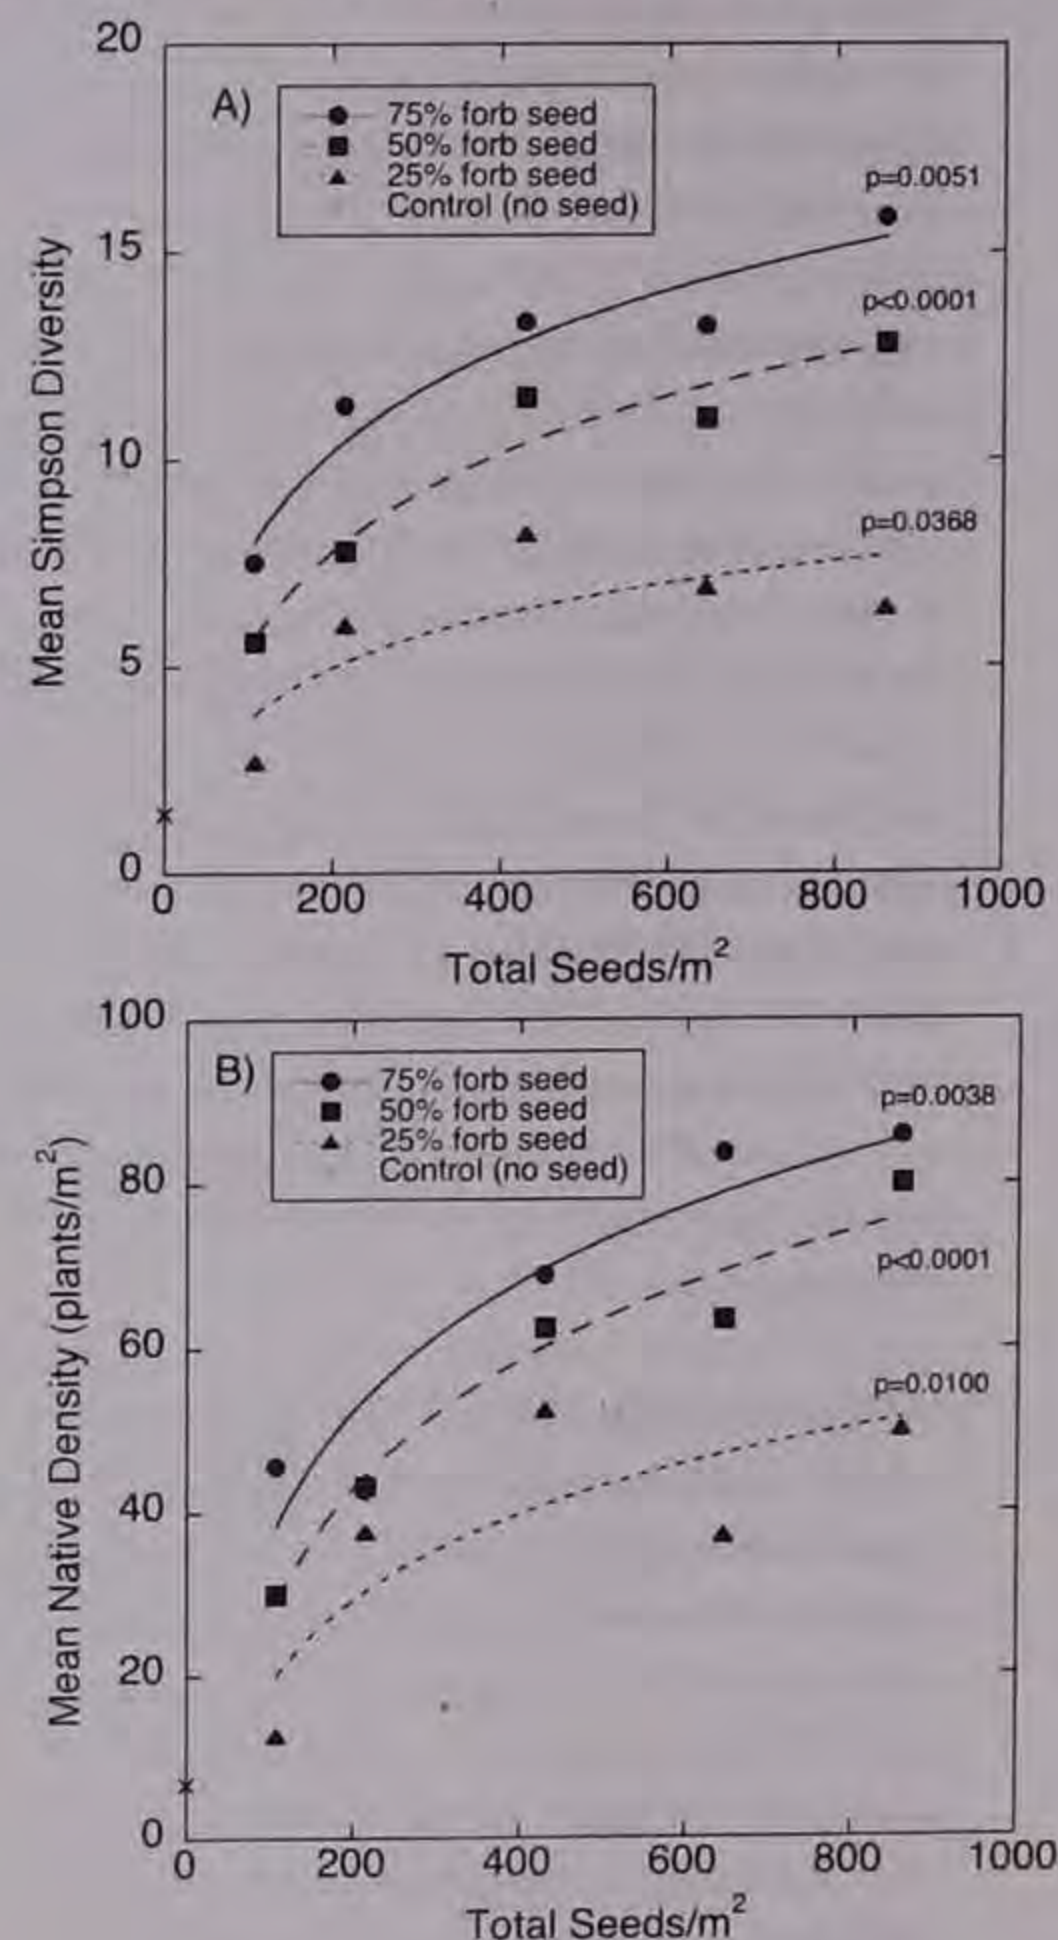 20
A)
75% forb seed
50% forb seed
25% forb seed
Control (no seed)
p=0.0051
15
p<0.0001
10
p=0.0368
5
0
0 200 400 600 800 1000
Mean Simpson Diversity
Total Seeds/m²
100
B)
75% forb seed
50% forb seed
25% forb seed
Control (no seed)
p=0.0038
80
p<0.0001
60
p=0.0100
40
20
0
0 200 400 600 800 1000
Mean Native Density (plants/m²)
Total Seeds/m²